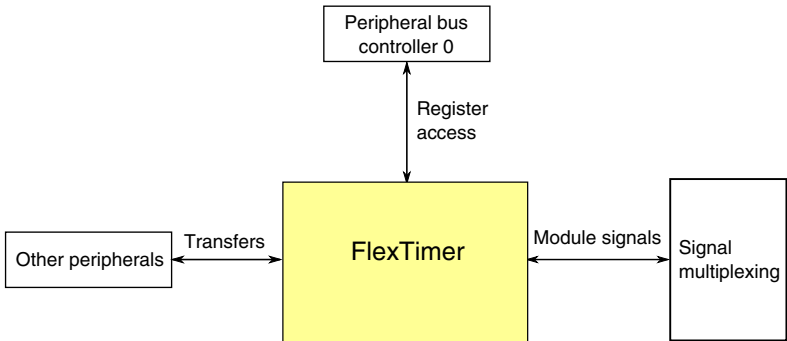 Peripheral bus
controller 0
Register
access
FlexTimer
Transfers
Other peripherals
Module signals
Signal
multiplexing